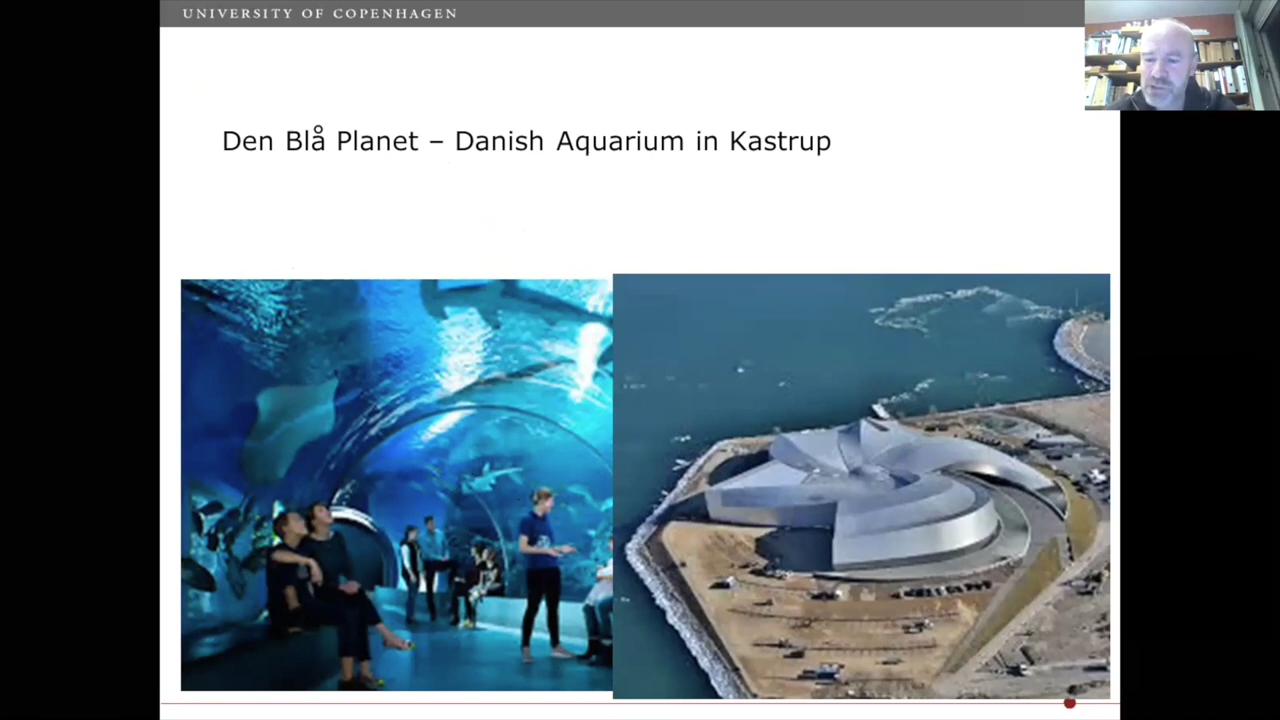 UNIVERSITY OF COPENHAGEN
Den Blå Planet – Danish Aquarium in Kastrup